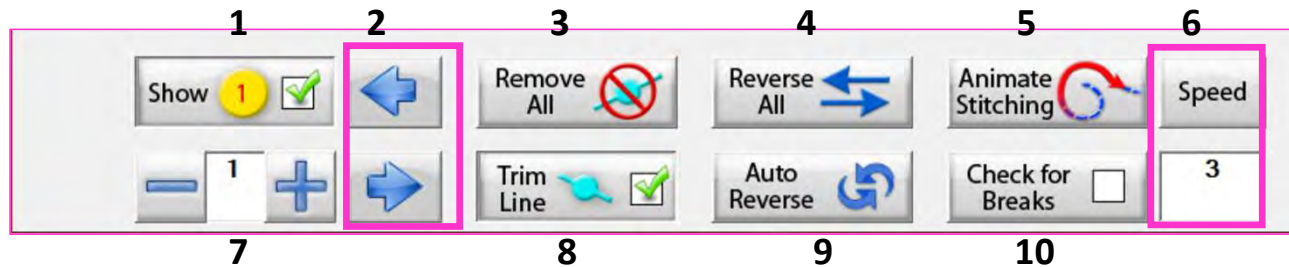 1 2 3 4 5 6
Show 1
Remove
All
Reverse
All
Animate
Stitching
Speed
1
Trim
Line
Auto
Reverse
Check for
Breaks
3
7 8 9 10